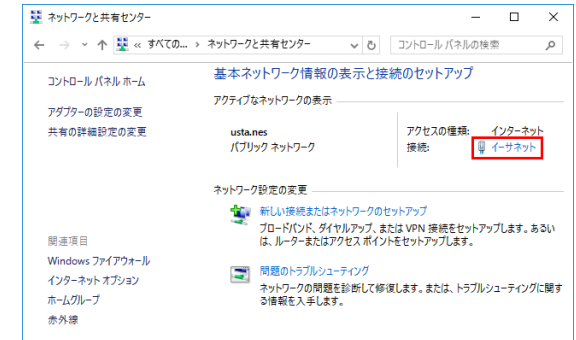 ネットワークと共有センター
« すべての... › ネットワークと共有センター
コントロール パネルの検索
コントロール パネル ホーム
アダプターの設定の変更
共有の詳細設定の変更
基本ネットワーク情報の表示と接続のセットアップ
アクティブなネットワークの表示
usta.nes
パブリック ネットワーク
アクセスの種類: インターネット
接続: イーサネット
ネットワーク設定の変更
新しい接続またはネットワークのセットアップ
ブロードバンド、ダイヤルアップ、または VPN 接続をセットアップします。あるい
は、ルーターまたはアクセス ポイントをセットアップします。
問題のトラブルシューティング
ネットワークの問題を診断して修復します。または、トラブルシューティングに関す
る情報を入手します。
関連項目
Windows ファイアウォール
インターネット オプション
ホームグループ
赤外線